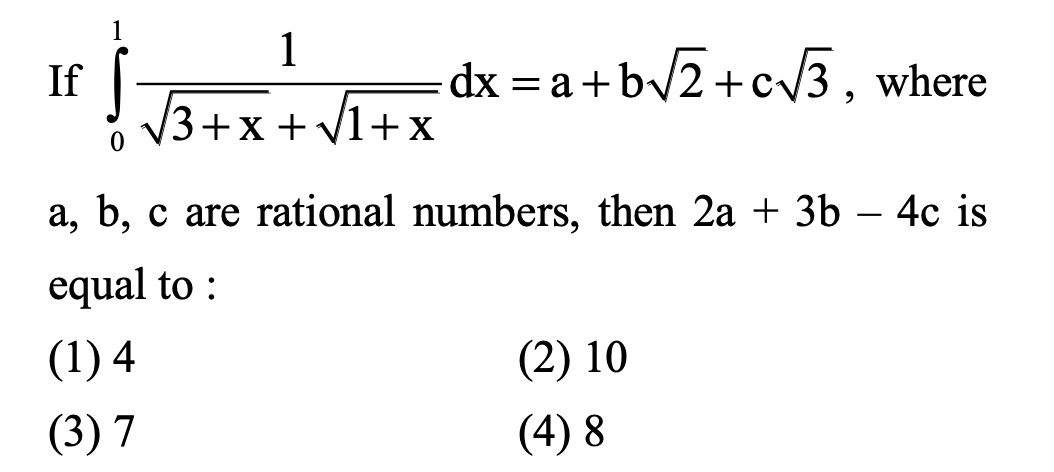 If ∫₀¹ 1/(√(3+x) + √(1+x)) dx = a + b√2 + c√3 , where
a, b, c are rational numbers, then 2a + 3b – 4c is
equal to :
(1) 4 (2) 10
(3) 7 (4) 8